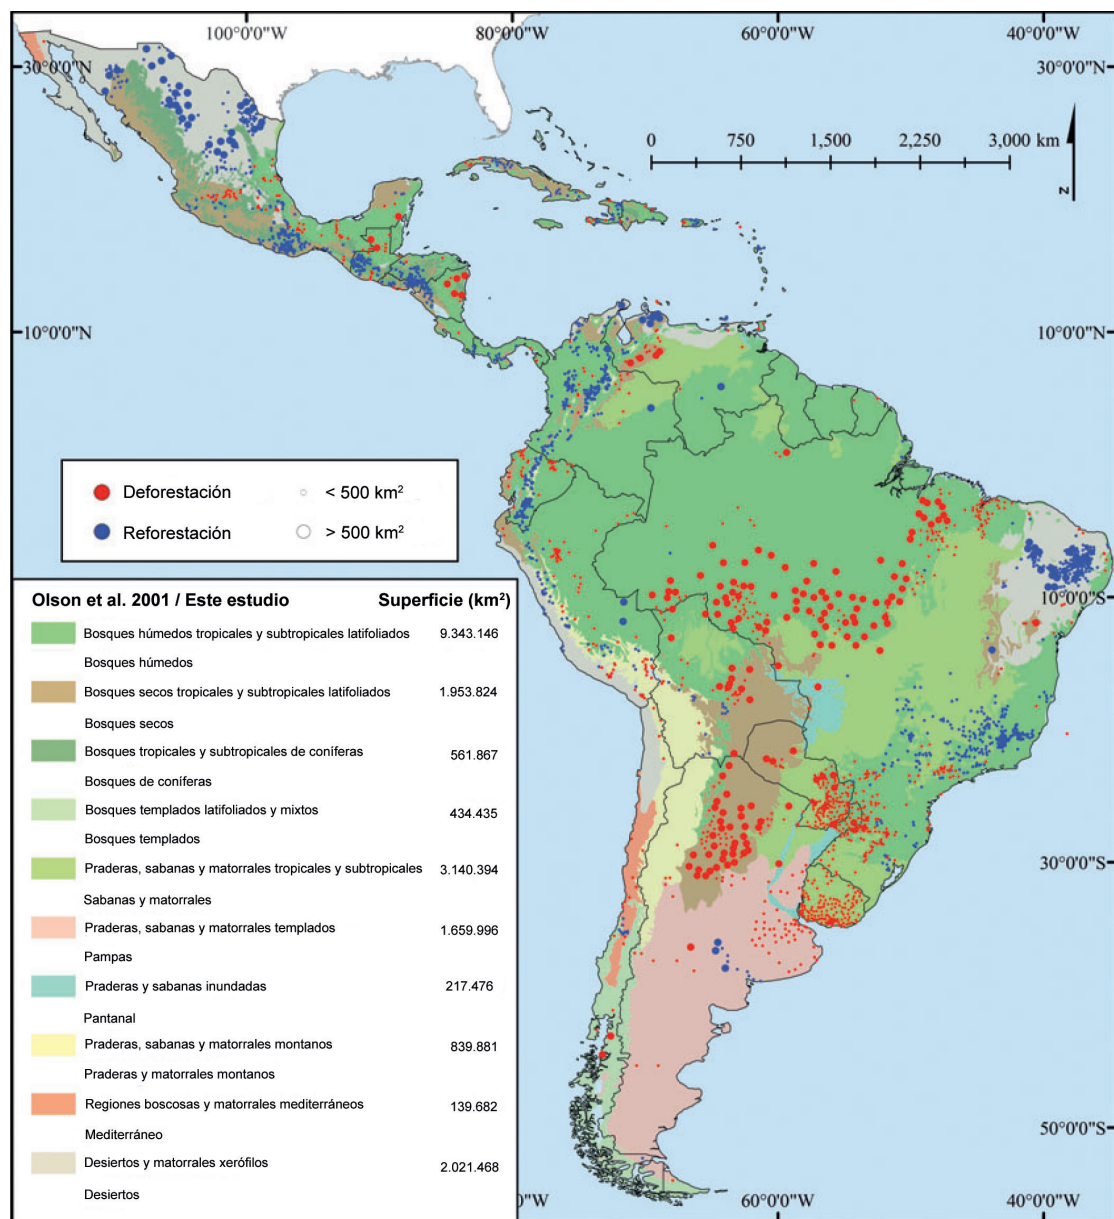 100°0'0"W 80°0'0"W 60°0'0"W 40°0'0"W
30°0'0"N 30°0'0"N
0 750 1,500 2,250 3,000 km
N
10°0'0"N 10°0'0"N
Deforestación < 500 km²
Reforestación > 500 km²
Olson et al. 2001 / Este estudio Superficie (km²)
10°0'0"S
Bosques húmedos tropicales y subtropicales latifoliados 9.343.146
Bosques húmedos
Bosques secos tropicales y subtropicales latifoliados 1.953.824
Bosques secos
Bosques tropicales y subtropicales de coníferas 561.867
Bosques de coníferas
Bosques templados latifoliados y mixtos 434.435
Bosques templados
Praderas, sabanas y matorrales tropicales y subtropicales 3.140.394
30°0'0"S
Sabanas y matorrales
Praderas, sabanas y matorrales templados 1.659.996
Pampas
Praderas y sabanas inundadas 217.476
Pantanal
Praderas, sabanas y matorrales montanos 839.881
Praderas y matorrales montanos
Regiones boscosas y matorrales mediterráneos 139.682
50°0'0"S
Mediterráneo
Desiertos y matorrales xerófilos 2.021.468
Desiertos
0°0'0"W 60°0'0"W 40°0'0"W